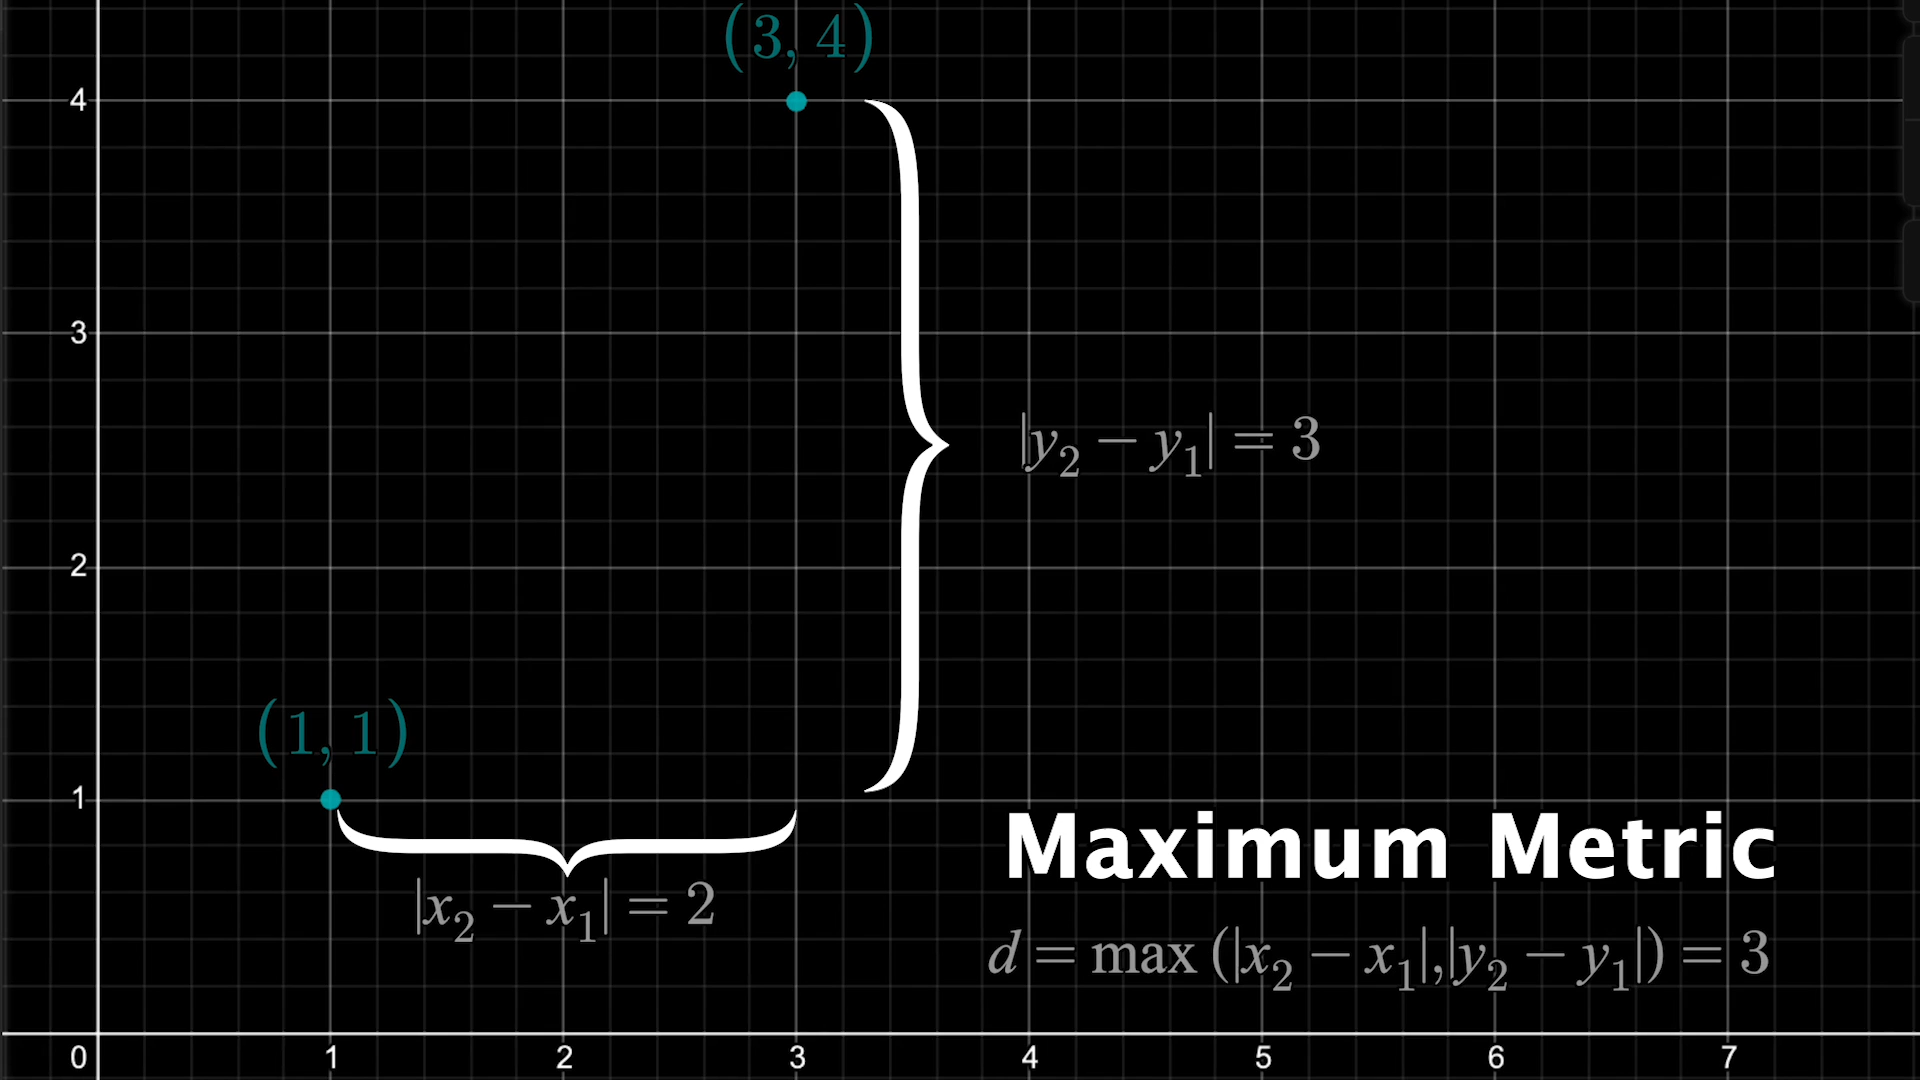 (3, 4)
4
3
|y₂ − y₁| = 3
2
(1, 1)
1
Maximum Metric
|x₂ − x₁| = 2
d = max (|x₂ − x₁|,|y₂ − y₁|) = 3
0 1 2 3 4 5 6 7